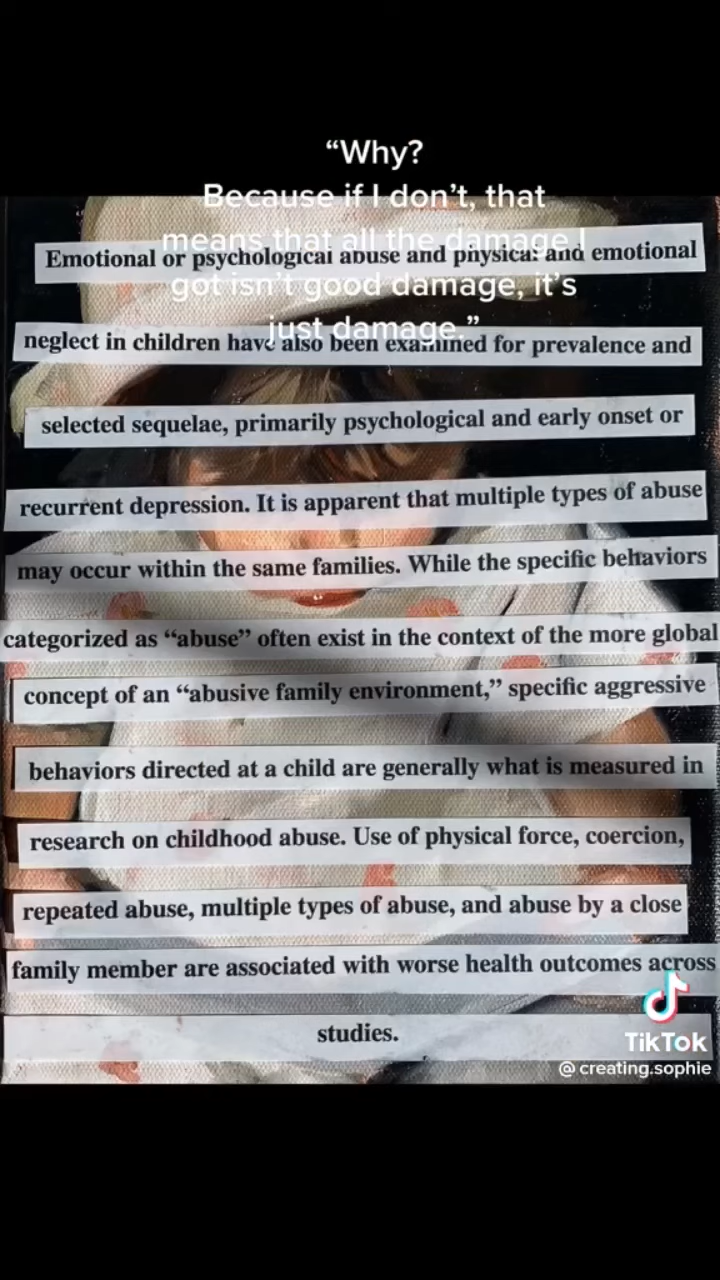 “Why?
Because if I don’t, that
means that all the damage I
got isn’t good damage, it’s
just damage.”
Emotional or psychological abuse and physical and emotional
neglect in children have also been examined for prevalence and
selected sequelae, primarily psychological and early onset or
recurrent depression. It is apparent that multiple types of abuse
may occur within the same families. While the specific behaviors
categorized as “abuse” often exist in the context of the more global
concept of an “abusive family environment,” specific aggressive
behaviors directed at a child are generally what is measured in
research on childhood abuse. Use of physical force, coercion,
repeated abuse, multiple types of abuse, and abuse by a close
family member are associated with worse health outcomes across
studies.
TikTok
@creating.sophie